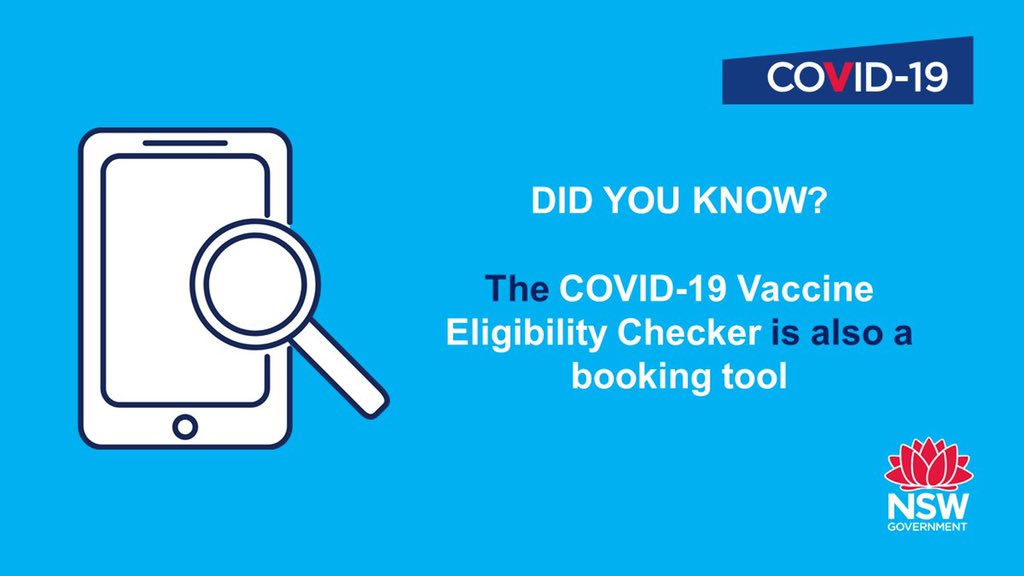 COVID-19
DID YOU KNOW?
The COVID-19 Vaccine
Eligibility Checker is also a
booking tool
NSW
GOVERNMENT